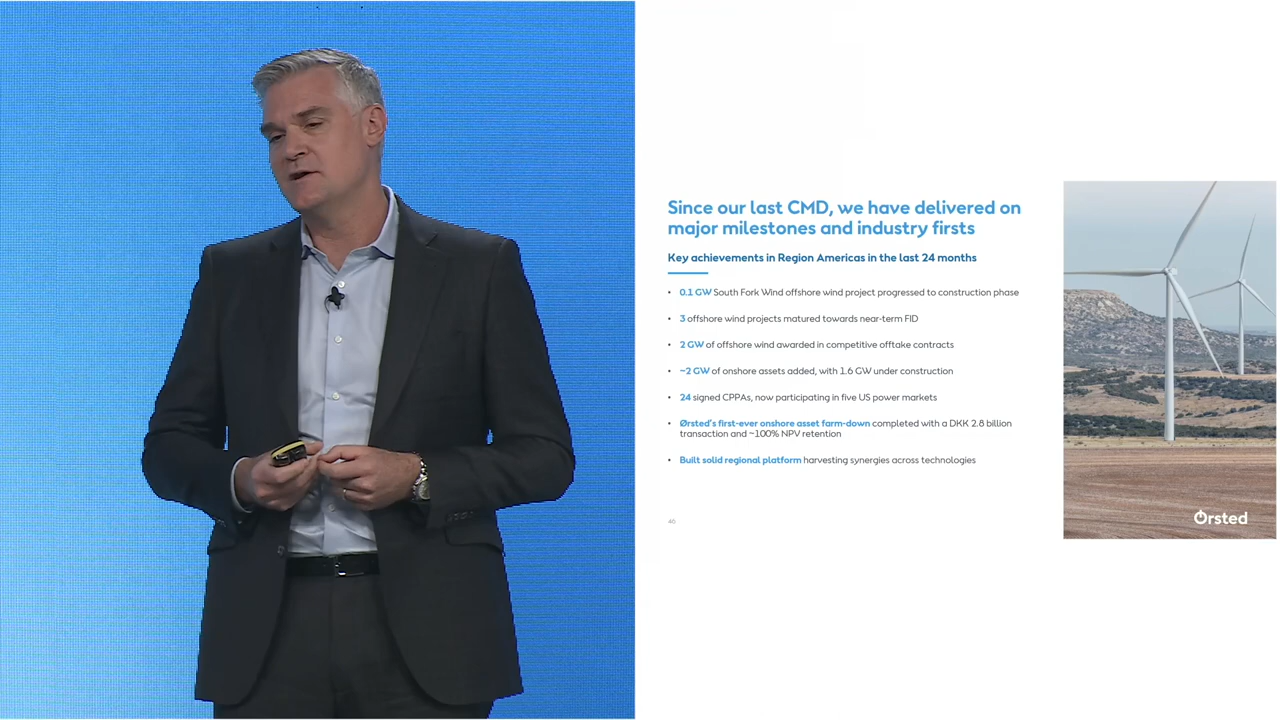 Since our last CMD, we have delivered on
major milestones and industry firsts
Key achievements in Region Americas in the last 24 months
• 0.1 GW South Fork Wind offshore wind project progressed to construction phase
• 3 offshore wind projects matured towards near-term FID
• 2 GW of offshore wind awarded in competitive offtake contracts
• ~2 GW of onshore assets added, with 1.6 GW under construction
• 24 signed CPPAs, now participating in five US power markets
• Ørsted's first-ever onshore asset farm-down completed with a DKK 2.8 billion
transaction and ~100% NPV retention
• Built solid regional platform harvesting synergies across technologies
Ørsted